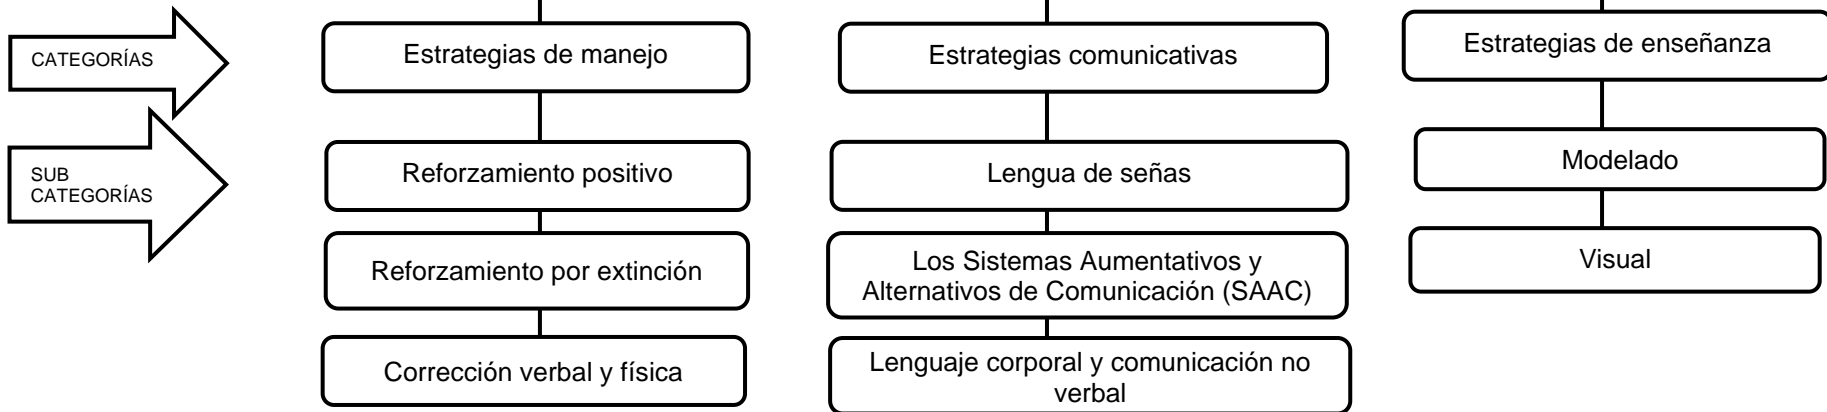 CATEGORÍAS
Estrategias de manejo
Estrategias comunicativas
Estrategias de enseñanza
SUB
CATEGORÍAS
Reforzamiento positivo
Lengua de señas
Modelado
Reforzamiento por extinción
Los Sistemas Aumentativos y
Alternativos de Comunicación (SAAC)
Visual
Corrección verbal y física
Lenguaje corporal y comunicación no
verbal